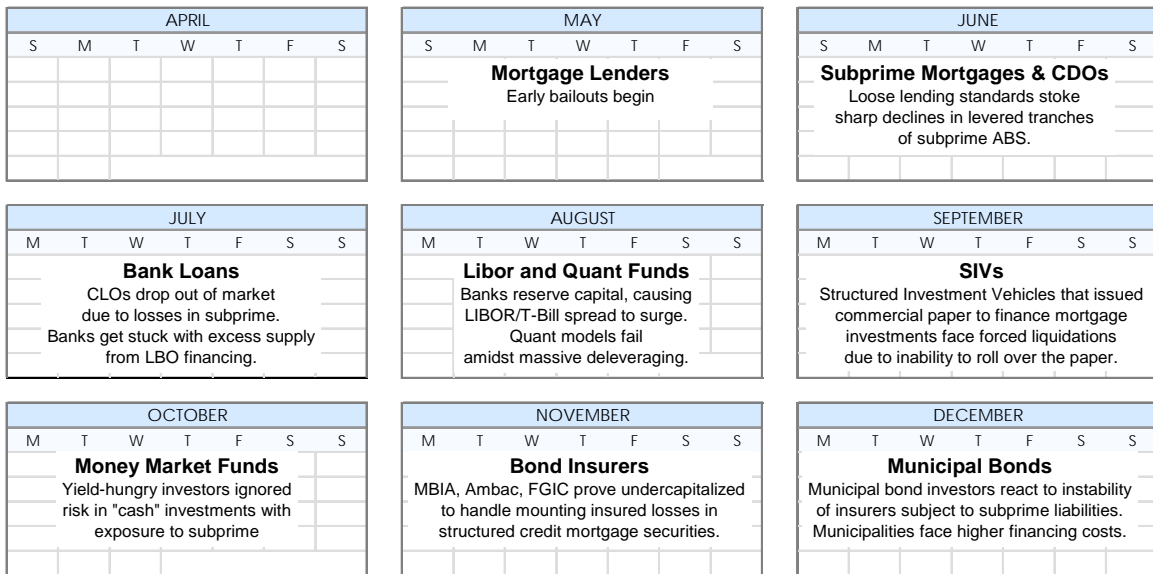 APRIL
S M T W T F S
MAY
S M T W T F S
Mortgage Lenders
Early bailouts begin
JUNE
S M T W T F S
Subprime Mortgages & CDOs
Loose lending standards stoke
sharp declines in levered tranches
of subprime ABS.
JULY
M T W T F S S
Bank Loans
CLOs drop out of market
due to losses in subprime.
Banks get stuck with excess supply
from LBO financing.
AUGUST
M T W T F S S
Libor and Quant Funds
Banks reserve capital, causing
LIBOR/T-Bill spread to surge.
Quant models fail
amidst massive deleveraging.
SEPTEMBER
M T W T F S S
SIVs
Structured Investment Vehicles that issued
commercial paper to finance mortgage
investments face forced liquidations
due to inability to roll over the paper.
OCTOBER
M T W T F S S
Money Market Funds
Yield-hungry investors ignored
risk in "cash" investments with
exposure to subprime
NOVEMBER
M T W T F S S
Bond Insurers
MBIA, Ambac, FGIC prove undercapitalized
to handle mounting insured losses in
structured credit mortgage securities.
DECEMBER
M T W T F S S
Municipal Bonds
Municipal bond investors react to instability
of insurers subject to subprime liabilities.
Municipalities face higher financing costs.